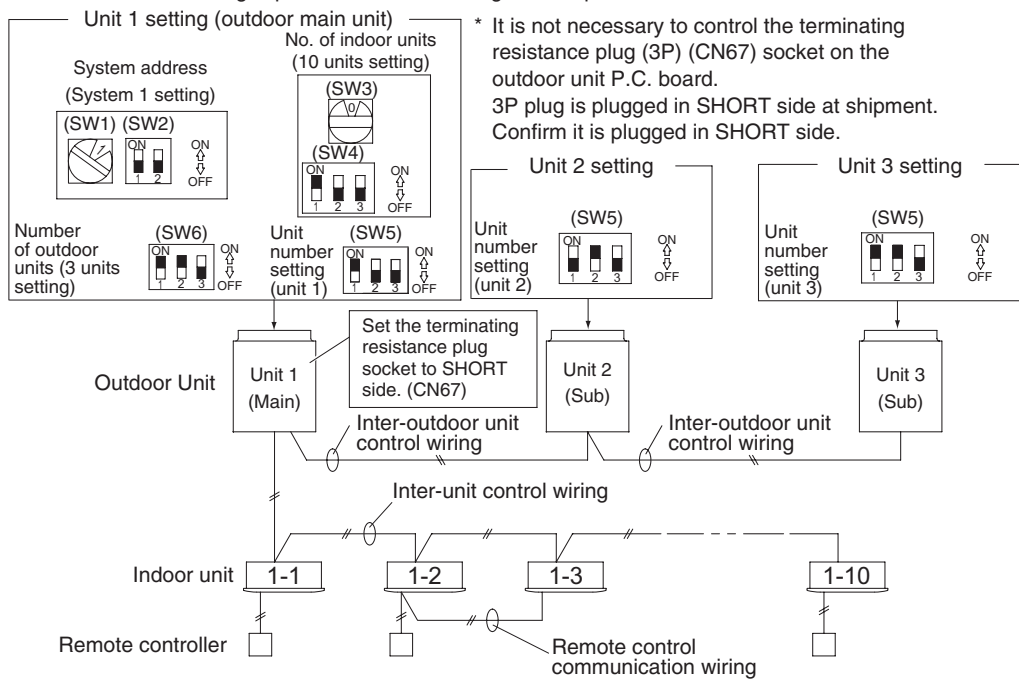 Unit 1 setting (outdoor main unit)
System address
(System 1 setting)
(SW1) (SW2)
1
ON
1 2
ON
OFF
No. of indoor units
(10 units setting)
(SW3)
0
(SW4)
ON
1 2 3
ON
OFF
Number
of outdoor
units (3 units
setting)
(SW6)
ON
1 2 3
ON
OFF
Unit
number
setting
(unit 1)
(SW5)
ON
1 2 3
ON
OFF
* It is not necessary to control the terminating
resistance plug (3P) (CN67) socket on the
outdoor unit P.C. board.
3P plug is plugged in SHORT side at shipment.
Confirm it is plugged in SHORT side.
Unit 2 setting
Unit
number
setting
(unit 2)
(SW5)
ON
1 2 3
ON
OFF
Unit 3 setting
Unit
number
setting
(unit 3)
(SW5)
ON
1 2 3
ON
OFF
Outdoor Unit
Unit 1
(Main)
Set the terminating
resistance plug
socket to SHORT
side. (CN67)
Unit 2
(Sub)
Unit 3
(Sub)
Inter-outdoor unit
control wiring
Inter-outdoor unit
control wiring
Inter-unit control wiring
Indoor unit
1-1
1-2
1-3
1-10
Remote controller
Remote control
communication wiring